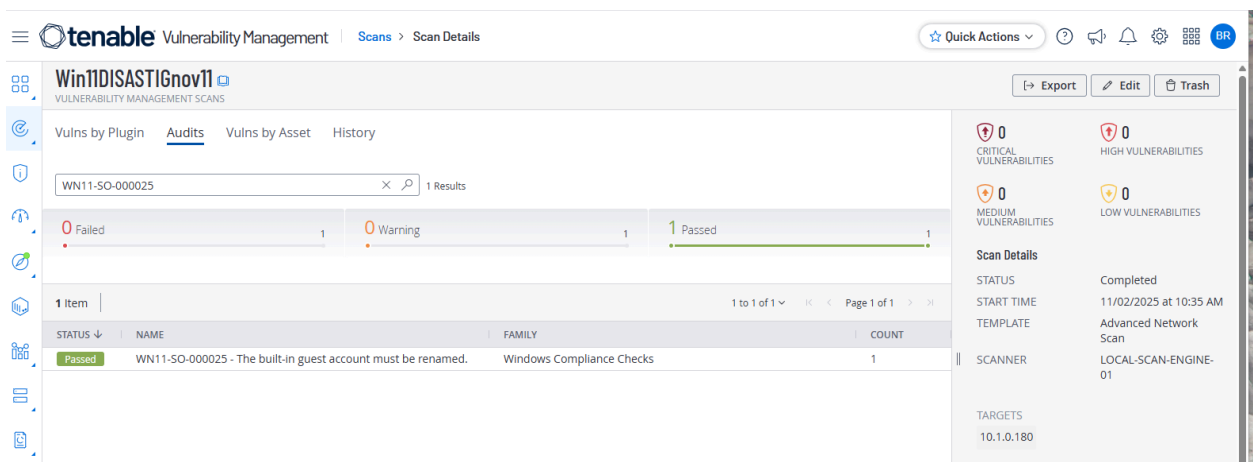 tenable Vulnerability Management Scans > Scan Details Quick Actions BR
Win11DISASTIGnov11
VULNERABILITY MANAGEMENT SCANS
Export Edit Trash
Vulns by Plugin Audits Vulns by Asset History
WN11-SO-000025 1 Results
0 Failed 1 0 Warning 1 1 Passed 1
1 Item 1 to 1 of 1 Page 1 of 1
STATUS NAME FAMILY COUNT
Passed WN11-SO-000025 - The built-in guest account must be renamed. Windows Compliance Checks 1
0 CRITICAL VULNERABILITIES
0 HIGH VULNERABILITIES
0 MEDIUM VULNERABILITIES
0 LOW VULNERABILITIES
Scan Details
STATUS Completed
START TIME 11/02/2025 at 10:35 AM
TEMPLATE Advanced Network
Scan
SCANNER LOCAL-SCAN-ENGINE-
01
TARGETS
10.1.0.180